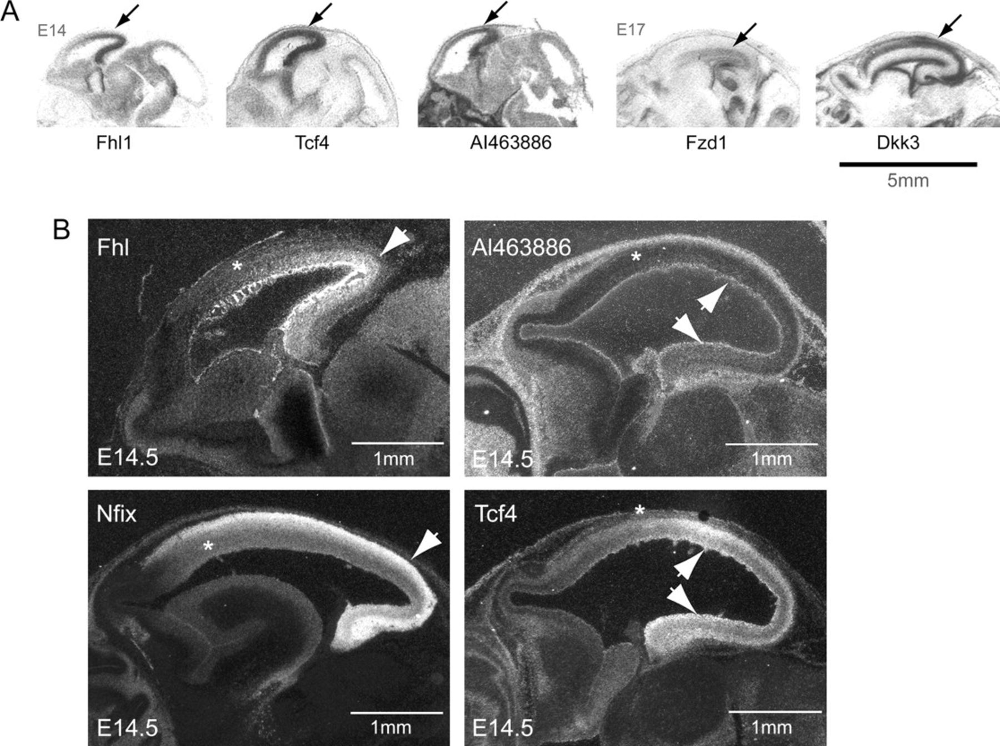 A
E14
E17
Fhl1
Tcf4
AI463886
Fzd1
Dkk3
5mm
B
Fhl
*
E14.5
1mm
AI463886
*
E14.5
1mm
Nfix
*
E14.5
1mm
Tcf4
*
E14.5
1mm